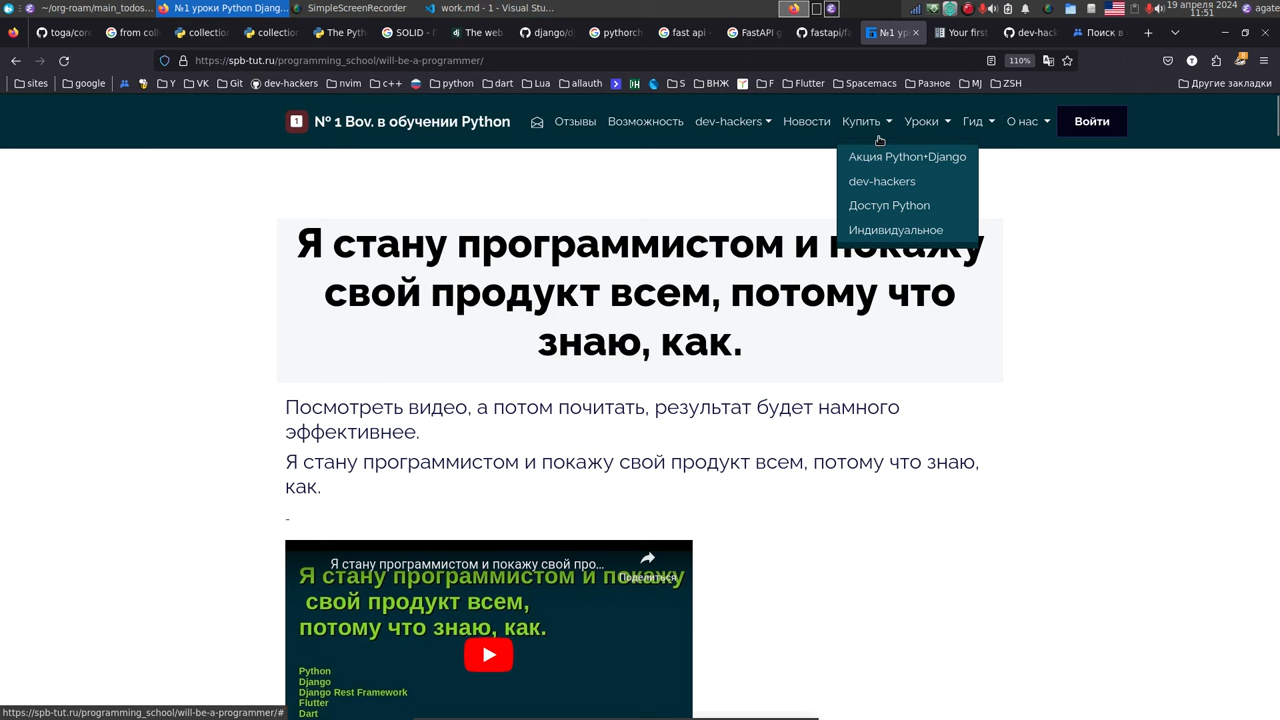 ~/org-roam/main_todos...
№1 уроки Python Djang...
SimpleScreenRecorder
work.md - 1 - Visual Stu...
19 апреля 2024
11:51
agate
toga/core
from coll
collection
collection
The Pyth
SOLID - П
The web
django/dj
pytorch
fast api -
FastAPI g
fastapi/fa
№1 ур
Your first
dev-hack
Поиск в
https://spb-tut.ru/programming_school/will-be-a-programmer/
110%
sites
google
Y
G
dev-hackers
nvim
c++
python
dart
Lua
allauth
S
ВНЖ
F
Flutter
Spacemacs
Разное
MJ
ZSH
Другие закладки
1
№ 1 Bov. в обучении Python
Отзывы
Возможность
dev-hackers
Новости
Купить
Уроки
Гид
О нас
Войти
Акция Python+Django
dev-hackers
Доступ Python
Индивидуальное
Я стану программистом и покажу
свой продукт всем, потому что
знаю, как.
Посмотреть видео, а потом почитать, результат будет намного
эффективнее.
Я стану программистом и покажу свой продукт всем, потому что знаю,
как.
-
Я стану программистом и покажу свой про...
Поделиться
Я стану программистом и покажу
свой продукт всем,
потому что знаю, как.
Python
Django
Django Rest Framework
Flutter
Dart
https://spb-tut.ru/programming_school/will-be-a-programmer/#